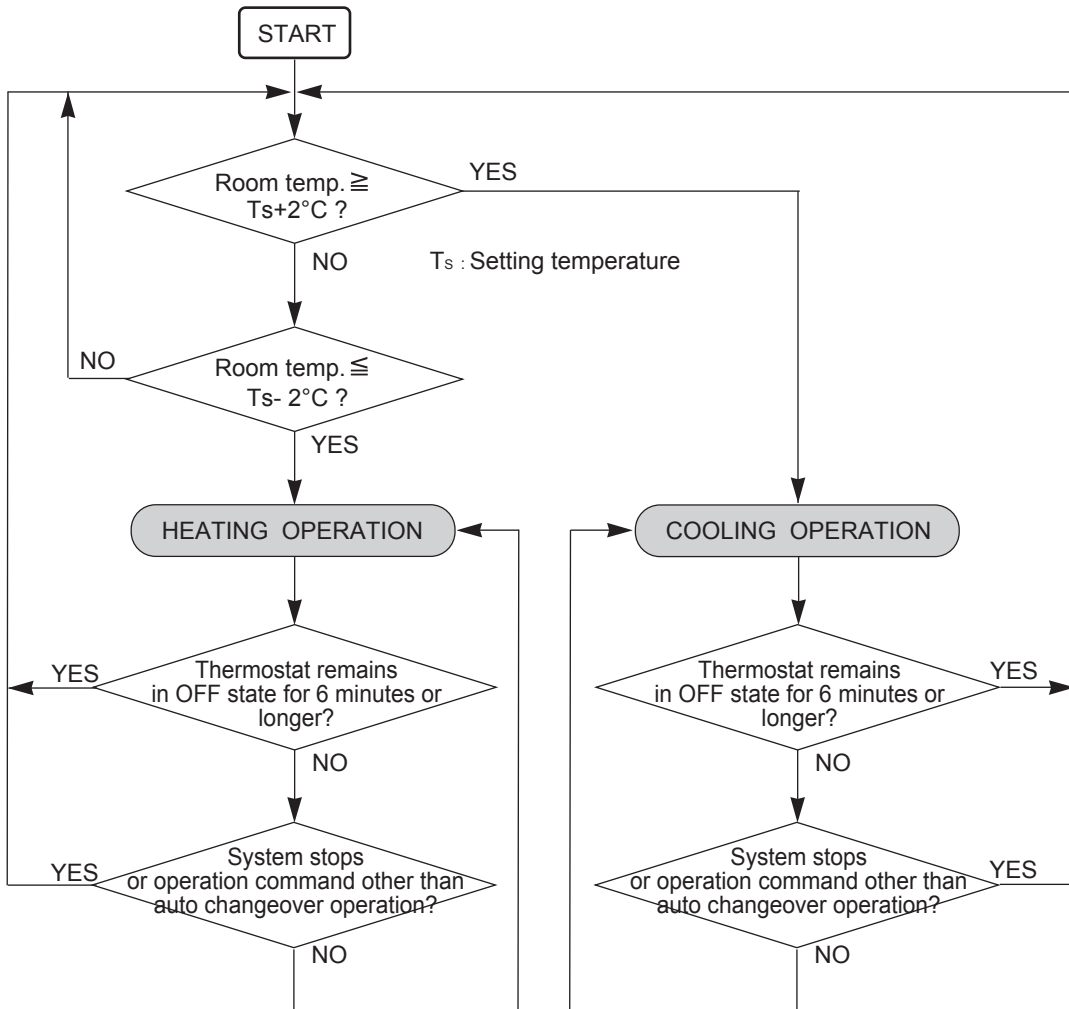 START
Room temp. ≧
Ts+2°C ?
YES
NO
Ts : Setting temperature
Room temp. ≦
Ts- 2°C ?
NO
YES
HEATING OPERATION
COOLING OPERATION
Thermostat remains
in OFF state for 6 minutes or
longer?
YES
NO
Thermostat remains
in OFF state for 6 minutes or
longer?
YES
NO
System stops
or operation command other than
auto changeover operation?
YES
NO
System stops
or operation command other than
auto changeover operation?
YES
NO